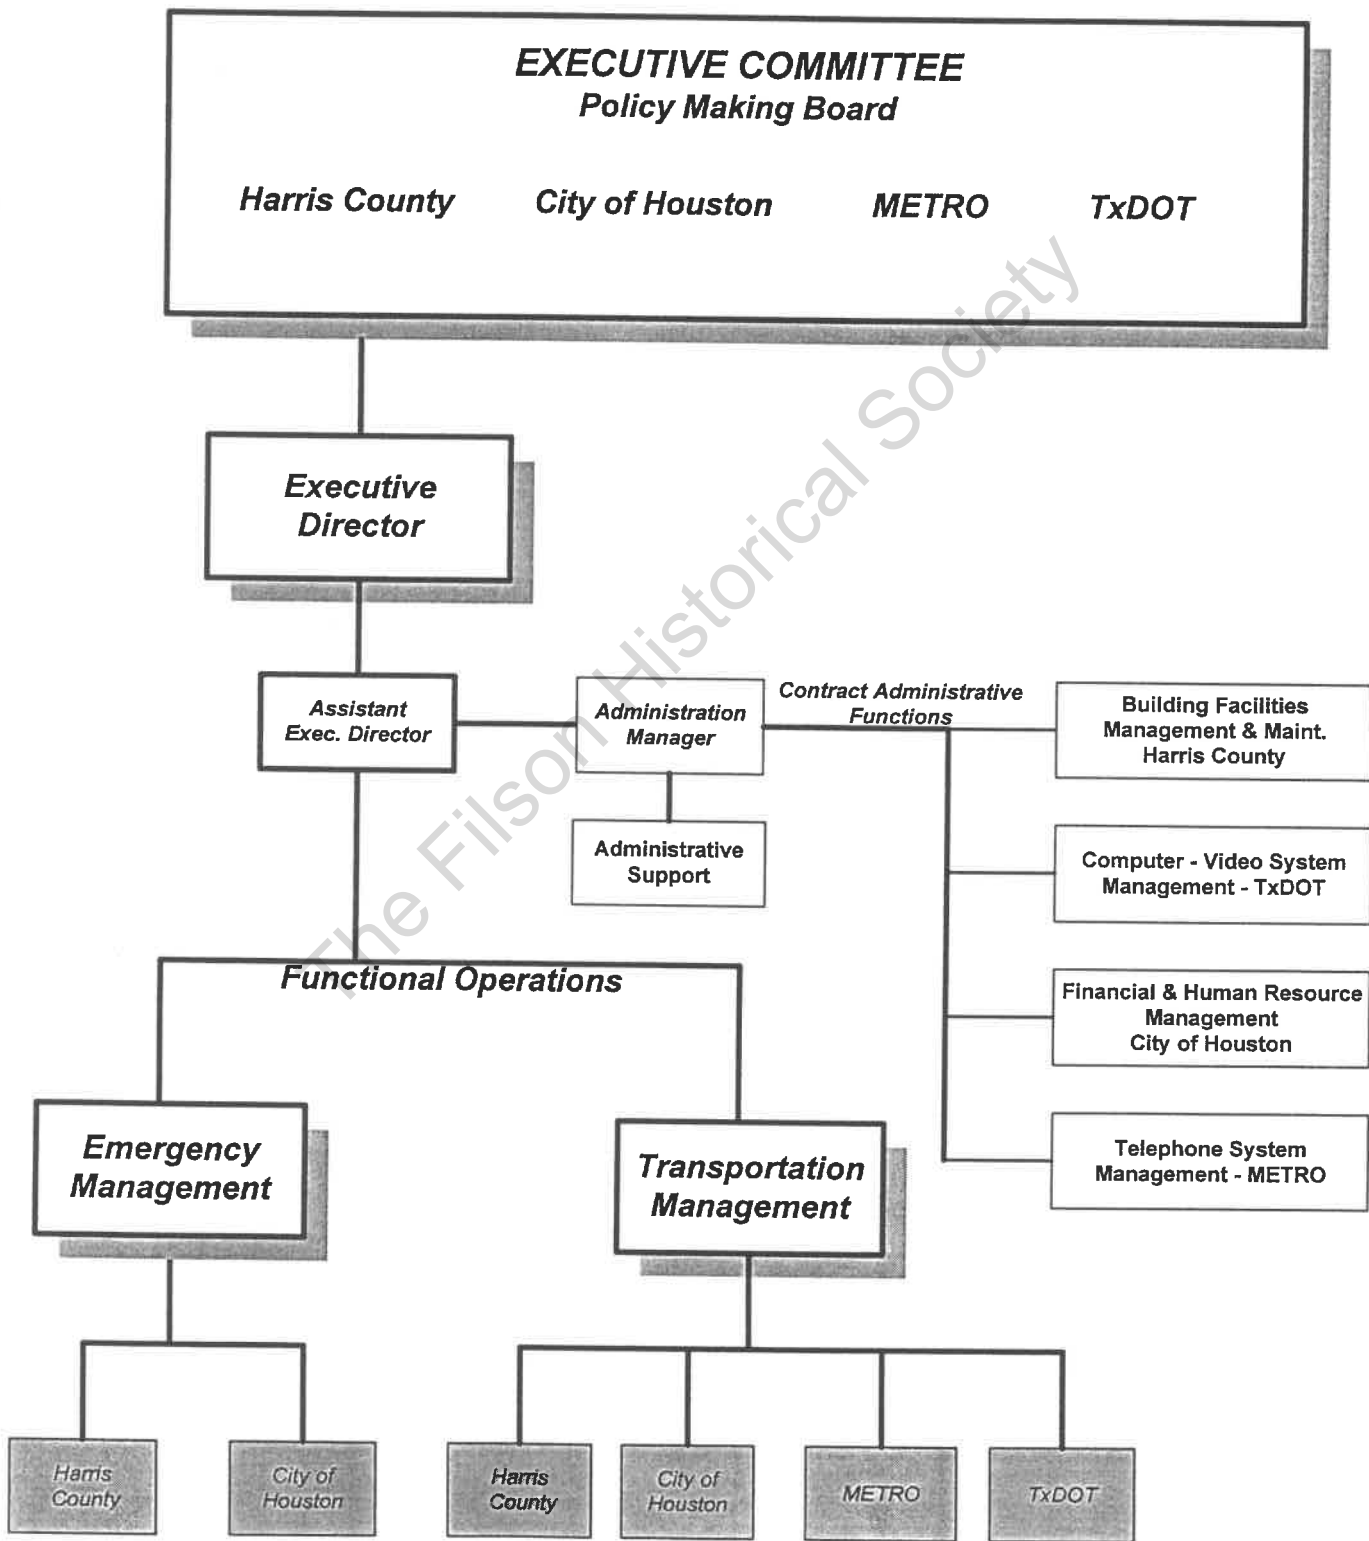 EXECUTIVE COMMITTEE
Policy Making Board
Harris County City of Houston METRO TxDOT
Executive
Director
Assistant
Exec. Director
Administration
Manager
Contract Administrative
Functions
Building Facilities
Management & Maint.
Harris County
Administrative
Support
Computer - Video System
Management - TxDOT
Financial & Human Resource
Management
City of Houston
Telephone System
Management - METRO
Functional Operations
Emergency
Management
Transportation
Management
Harris
County
City of
Houston
Harris
County
City of
Houston
METRO
TxDOT
The Filson Historical Society